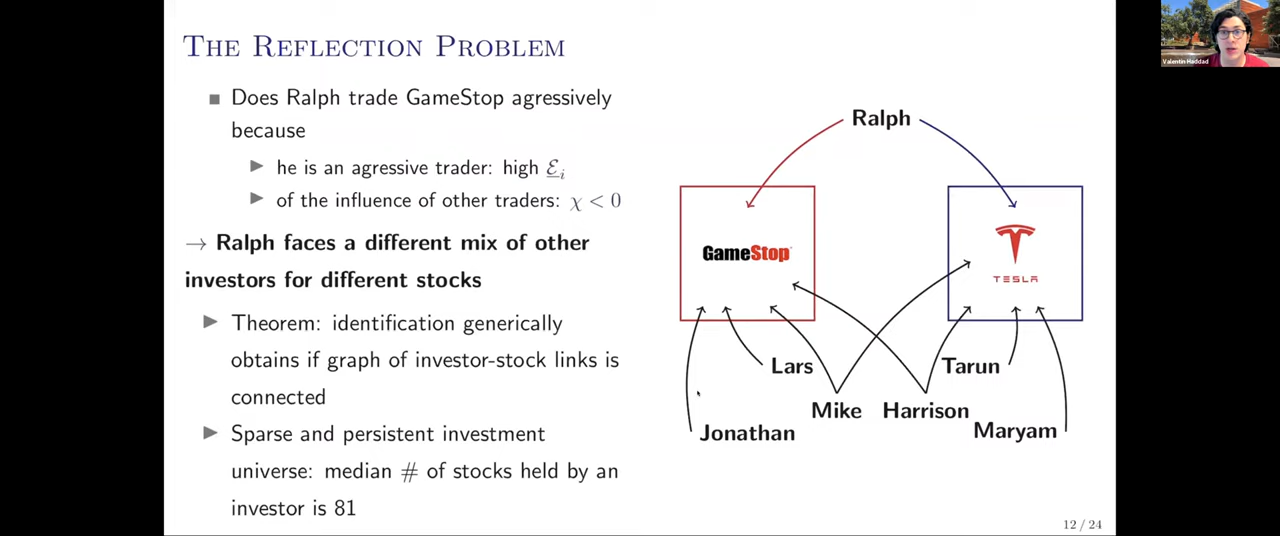 THE REFLECTION PROBLEM
Does Ralph trade GameStop agressively
because
he is an agressive trader: high ℰᵢ
of the influence of other traders: χ < 0
→ Ralph faces a different mix of other
investors for different stocks
Theorem: identification generically
obtains if graph of investor-stock links is
connected
Sparse and persistent investment
universe: median # of stocks held by an
investor is 81
Ralph
GameStop
TESLA
Lars
Tarun
Mike
Harrison
Jonathan
Maryam
12 / 24
Valentin Haddad